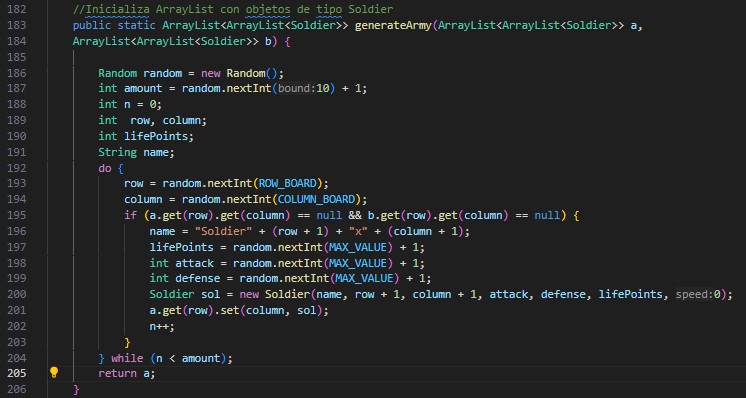 182 //Inicializa ArrayList con objetos de tipo Soldier
183 public static ArrayList<ArrayList<Soldier>> generateArmy(ArrayList<ArrayList<Soldier>> a,
184 ArrayList<ArrayList<Soldier>> b) {
185
186 Random random = new Random();
187 int amount = random.nextInt(bound:10) + 1;
188 int n = 0;
189 int  row, column;
190 int lifePoints;
191 String name;
192 do {
193 row = random.nextInt(ROW_BOARD);
194 column = random.nextInt(COLUMN_BOARD);
195 if (a.get(row).get(column) == null && b.get(row).get(column) == null) {
196 name = "Soldier" + (row + 1) + "x" + (column + 1);
197 lifePoints = random.nextInt(MAX_VALUE) + 1;
198 int attack = random.nextInt(MAX_VALUE) + 1;
199 int defense = random.nextInt(MAX_VALUE) + 1;
200 Soldier sol = new Soldier(name, row + 1, column + 1, attack, defense, lifePoints, speed:0);
201 a.get(row).set(column, sol);
202 n++;
203 }
204 } while (n < amount);
205 return a;
206 }